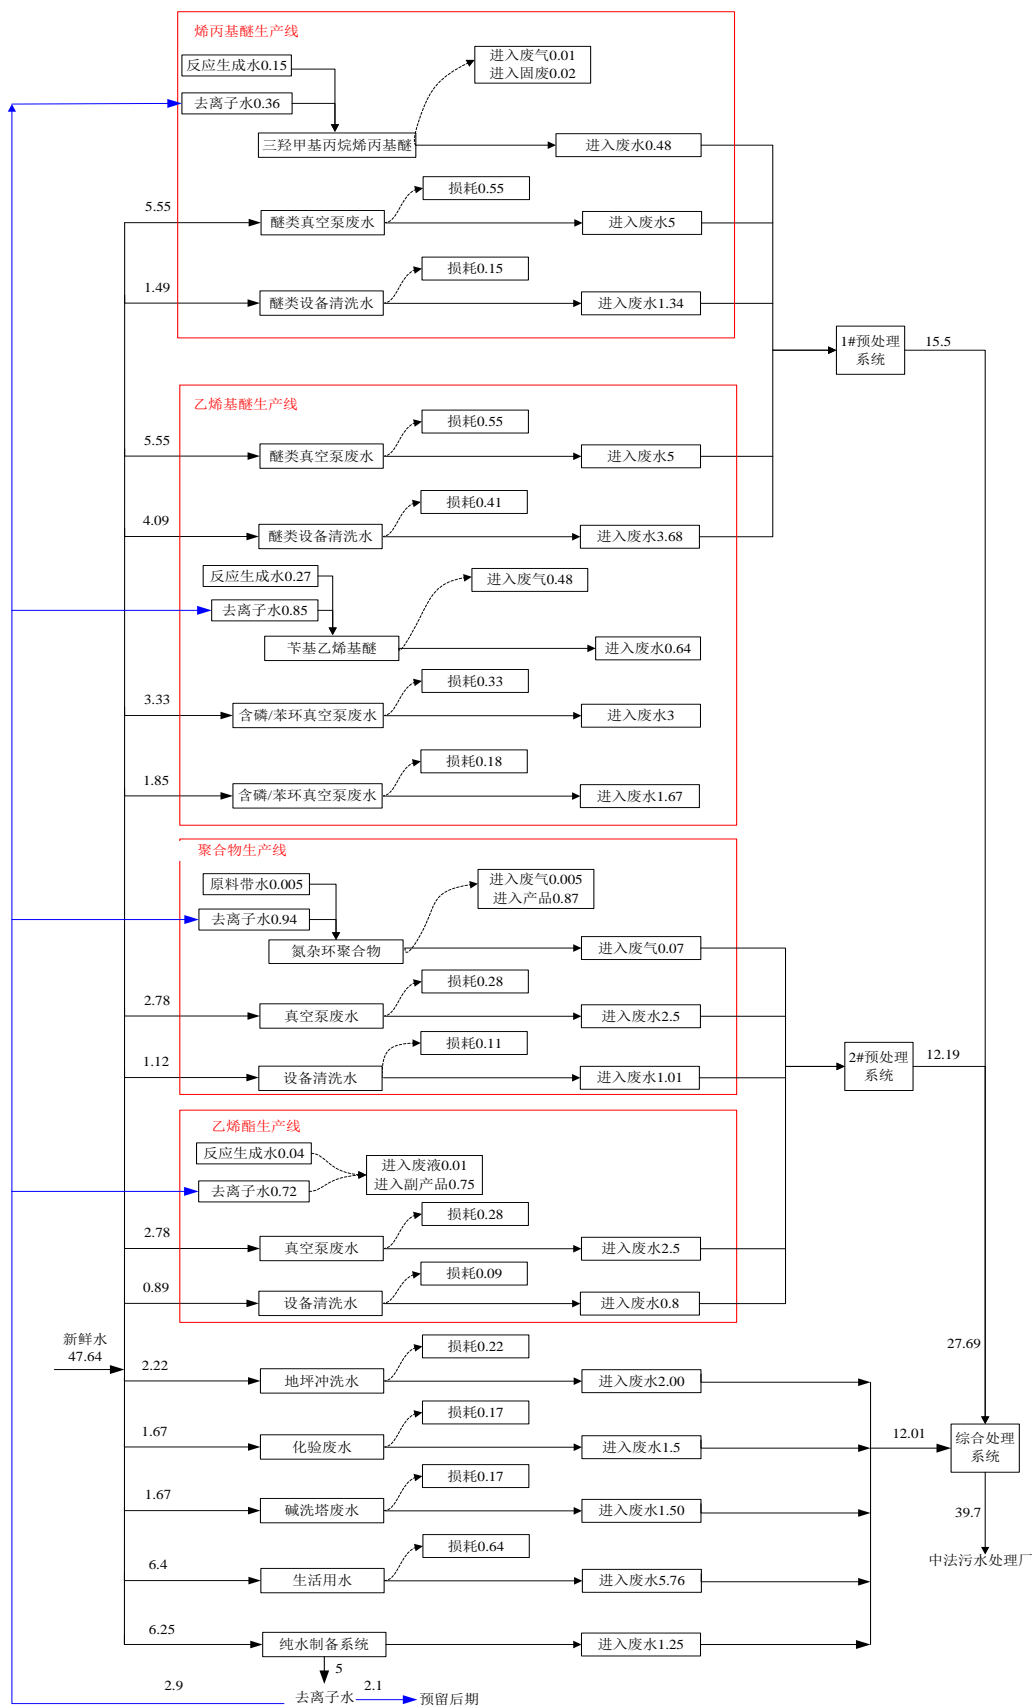 烯丙基醚生产线
反应生成水0.15
进入废气0.01
进入固废0.02
去离子水0.36
三羟甲基丙烷烯丙基醚
进入废水0.48
损耗0.55
5.55
醚类真空泵废水
进入废水5
损耗0.15
1.49
醚类设备清洗水
进入废水1.34
1#预处理
系统
15.5
乙烯基醚生产线
损耗0.55
5.55
醚类真空泵废水
进入废水5
损耗0.41
4.09
醚类设备清洗水
进入废水3.68
反应生成水0.27
进入废气0.48
去离子水0.85
苄基乙烯基醚
进入废水0.64
损耗0.33
3.33
含磷/苯环真空泵废水
进入废水3
损耗0.18
1.85
含磷/苯环真空泵废水
进入废水1.67
聚合物生产线
原料带水0.005
进入废气0.005
进入产品0.87
去离子水0.94
氮杂环聚合物
进入废气0.07
损耗0.28
2.78
真空泵废水
进入废水2.5
损耗0.11
1.12
设备清洗水
进入废水1.01
2#预处理
系统
12.19
乙烯酯生产线
反应生成水0.04
进入废液0.01
进入副产品0.75
去离子水0.72
损耗0.28
2.78
真空泵废水
进入废水2.5
损耗0.09
0.89
设备清洗水
进入废水0.8
新鲜水
47.64
27.69
损耗0.22
2.22
地坪冲洗水
进入废水2.00
损耗0.17
1.67
化验废水
进入废水1.5
12.01
综合处理
系统
损耗0.17
1.67
碱洗塔废水
进入废水1.50
39.7
中法污水处理厂
损耗0.64
6.4
生活用水
进入废水5.76
6.25
纯水制备系统
进入废水1.25
5
2.9
去离子水
2.1
预留后期